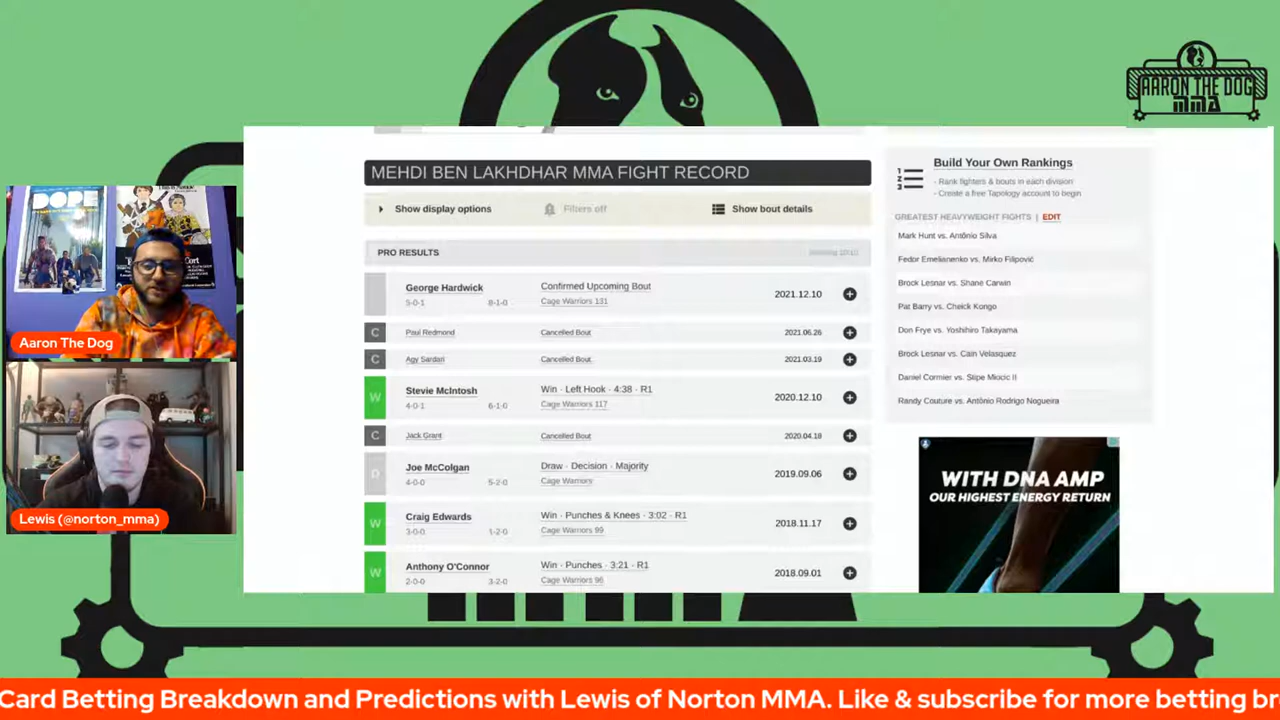 AARON THE DOG
MMA
DOPE
Aaron The Dog
Lewis (@norton_mma)
MEHDI BEN LAKHDHAR MMA FIGHT RECORD
Show display options
Filters off
Show bout details
PRO RESULTS
George Hardwick
Confirmed Upcoming Bout
2021.12.10
5-0-1
8-1-0
Cage Warriors 131
C
Paul Redmond
Cancelled Bout
2021.06.26
C
Agy Sardari
Cancelled Bout
2021.03.19
W
Stevie McIntosh
Win · Left Hook · 4:38 · R1
2020.12.10
4-0-1
6-1-0
Cage Warriors 117
C
Jack Grant
Cancelled Bout
2020.04.18
D
Joe McColgan
Draw · Decision · Majority
2019.09.06
4-0-0
5-2-0
Cage Warriors
W
Craig Edwards
Win · Punches & Knees · 3:02 · R1
2018.11.17
3-0-0
1-2-0
Cage Warriors 99
W
Anthony O'Connor
Win · Punches · 3:21 · R1
2018.09.01
2-0-0
3-2-0
Cage Warriors 96
Build Your Own Rankings
- Rank fighters & bouts in each division
- Create a free Tapology account to begin
GREATEST HEAVYWEIGHT FIGHTS | EDIT
Mark Hunt vs. Antônio Silva
Fedor Emelianenko vs. Mirko Filipović
Brock Lesnar vs. Shane Carwin
Pat Barry vs. Cheick Kongo
Don Frye vs. Yoshihiro Takayama
Brock Lesnar vs. Cain Velasquez
Daniel Cormier vs. Stipe Miocic II
Randy Couture vs. Antônio Rodrigo Nogueira
WITH DNA AMP
OUR HIGHEST ENERGY RETURN
Card Betting Breakdown and Predictions with Lewis of Norton MMA. Like & subscribe for more betting br